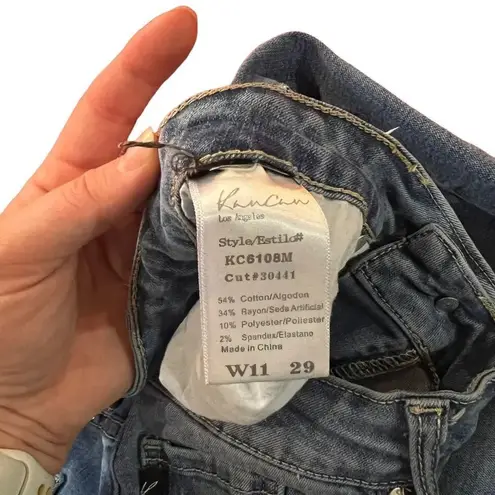 KanCan
Los Angeles
Style/Estilo#
KC6108M
Cut#30441
54% Cotton/Algodon
34% Rayon/Seda Artificial
10% Polyester/Poliester
2% Spandex/Elastano
Made in China
W11 29